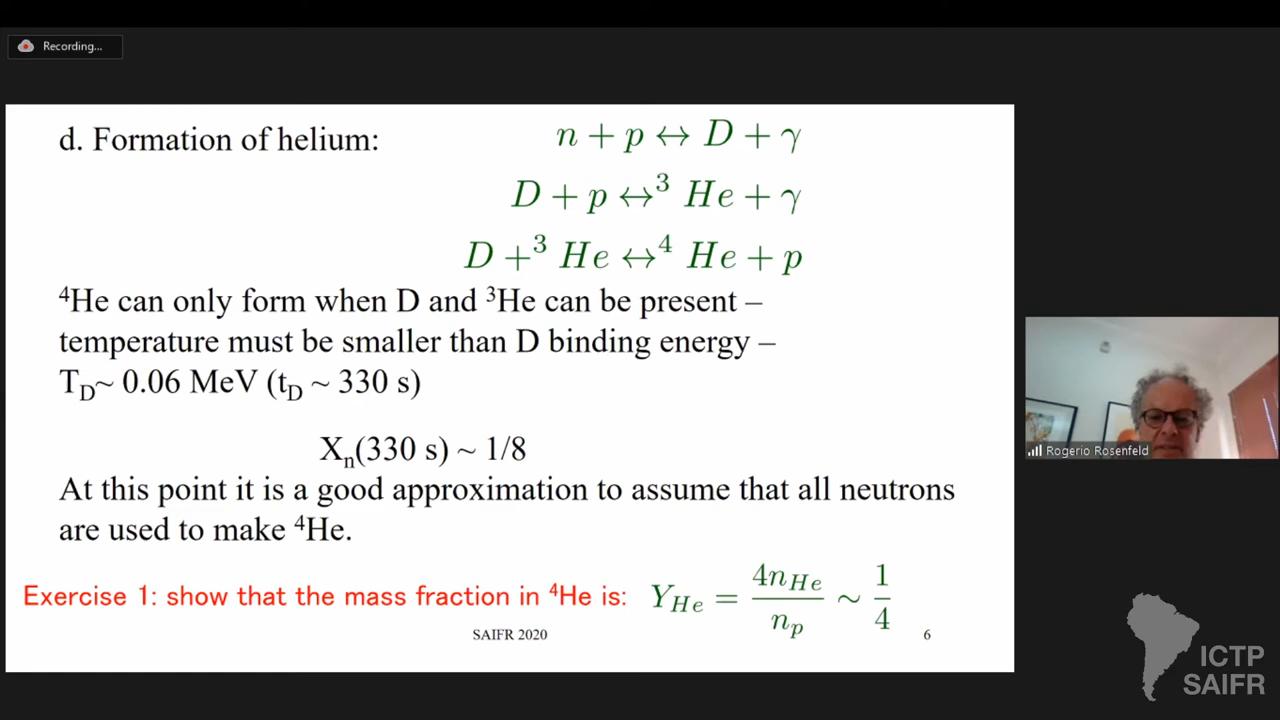 Recording...
d. Formation of helium:
n + p ↔ D + γ
D + p ↔³ He + γ
D +³ He ↔⁴ He + p
⁴He can only form when D and ³He can be present –
temperature must be smaller than D binding energy –
T_D~ 0.06 MeV (t_D ~ 330 s)
X_n(330 s) ~ 1/8
At this point it is a good approximation to assume that all neutrons
are used to make ⁴He.
Exercise 1: show that the mass fraction in ⁴He is: Y_He = 4n_He / n_p ~ 1/4
SAIFR 2020
6
Rogerio Rosenfeld
ICTP
SAIFR